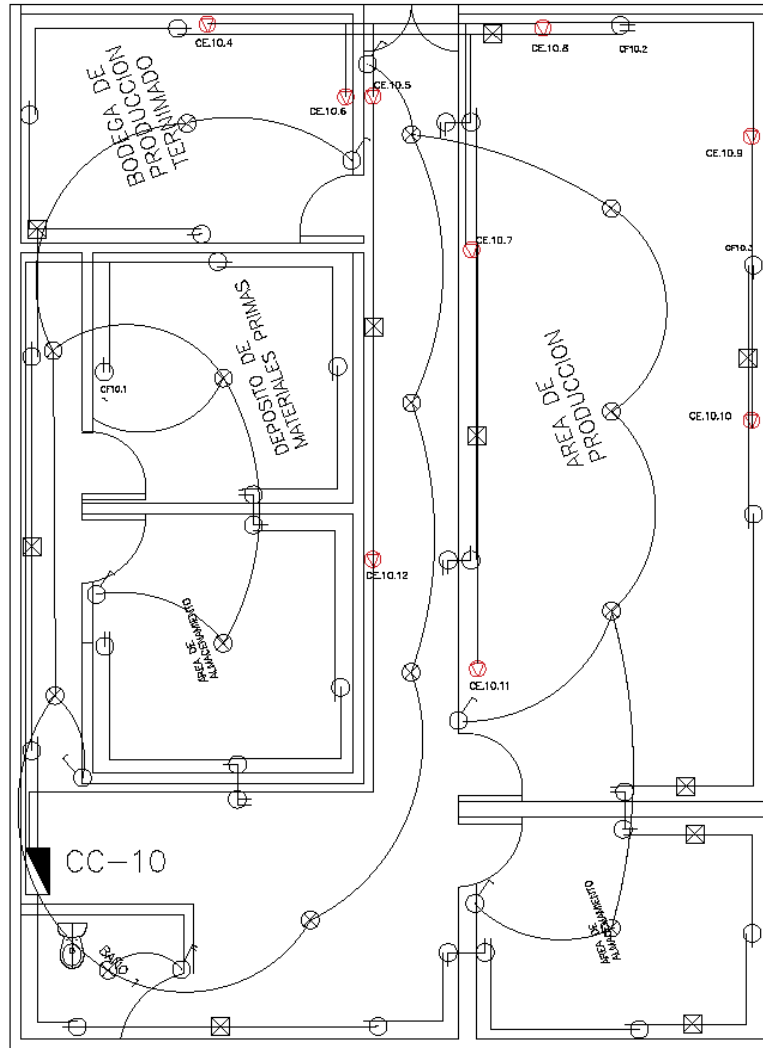 CE.10.4
CE.10.8
CF10.2
BODEGA DE
PRODUCCION
TERNIMADO
CE.10.5
CE.10.6
CE.10.9
CE.10.7
CF10.3
DEPOSITO DE
MATERIALES PRIMAS
CF10.1
AREA DE
PRODUCCION
CE.10.10
CE.10.12
AREA DE
ALMACENAMIENTO
CE.10.11
CC-10
BAÑO
AREA DE
ALMACENAMIENTO